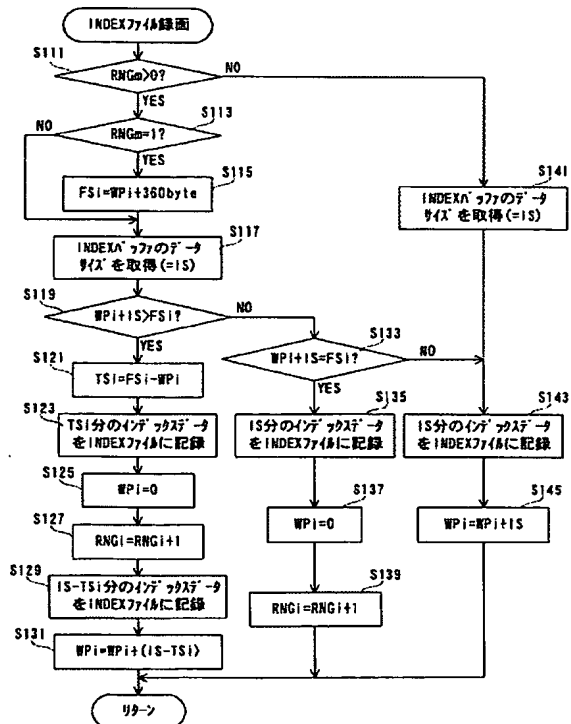 INDEXファイル録画
S111
RNGm>0?
NO
YES
S113
NO
RNGm=1?
YES
S115
FSi=WPi+360byte
S141
INDEXバッファのデータ
サイズを取得(=IS)
S117
INDEXバッファのデータ
サイズを取得(=IS)
S119
WPi+IS>FSi?
NO
YES
S133
WPi+IS=FSi?
NO
YES
S121
TSi=FSi-WPi
S123
TSi分のインデックスデータ
をINDEXファイルに記録
S135
IS分のインデックスデータ
をINDEXファイルに記録
S143
IS分のインデックスデータ
をINDEXファイルに記録
S125
WPi=0
S137
WPi=0
S145
WPi=WPi+IS
S127
RNGi=RNGi+1
S139
RNGi=RNGi+1
S129
IS-TSi分のインデックスデータ
をINDEXファイルに記録
S131
WPi=WPi+(IS-TSi)
リターン